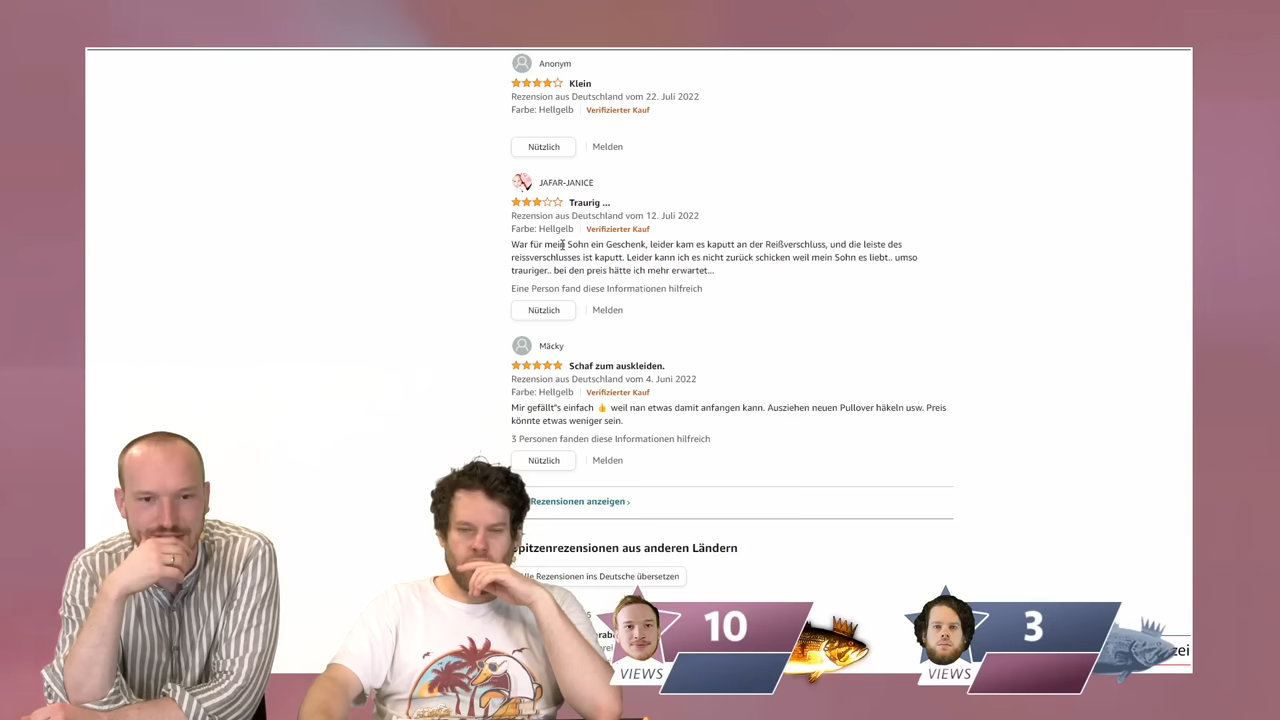 Anonym
Klein
Rezension aus Deutschland vom 22. Juli 2022
Farbe: Hellgelb Verifizierter Kauf
Nützlich Melden
JAFAR-JANICE
Traurig ...
Rezension aus Deutschland vom 12. Juli 2022
Farbe: Hellgelb Verifizierter Kauf
War für mein Sohn ein Geschenk, leider kam es kaputt an der Reißverschluss, und die leiste des
reissverschlusses ist kaputt. Leider kann ich es nicht zurück schicken weil mein Sohn es liebt.. umso
trauriger.. bei den preis hätte ich mehr erwartet...
Eine Person fand diese Informationen hilfreich
Nützlich Melden
Mäcky
Schaf zum auskleiden.
Rezension aus Deutschland vom 4. Juni 2022
Farbe: Hellgelb Verifizierter Kauf
Mir gefällt"s einfach 👍 weil nan etwas damit anfangen kann. Ausziehen neuen Pullover häkeln usw. Preis
könnte etwas weniger sein.
3 Personen fanden diese Informationen hilfreich
Nützlich Melden
Rezensionen anzeigen ›
pitzenrezensionen aus anderen Ländern
lle Rezensionen ins Deutsche übersetzen
10
3
VIEWS
VIEWS
zei